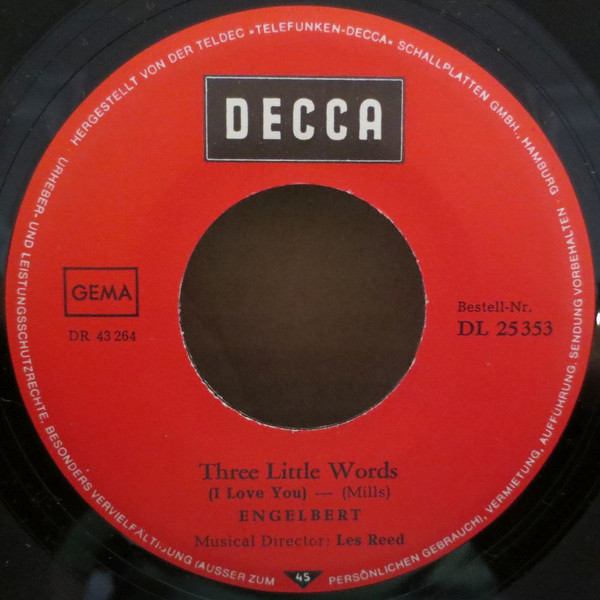 HERGESTELLT VON DER TELDEC »TELEFUNKEN-DECCA« SCHALLPLATTEN GMBH., HAMBURG ·
DECCA
GEMA
DR 43 264
Bestell-Nr.
DL 25353
Three Little Words
(I Love You) — (Mills)
ENGELBERT
Musical Director: Les Reed
URHEBER- UND LEISTUNGSSCHUTZRECHTE, BESONDERS VERVIELFÄLTIGUNG (AUSSER ZUM
45
PERSÖNLICHEN GEBRAUCH), VERMIETUNG, AUFFÜHRUNG, SENDUNG VORBEHALTEN ·